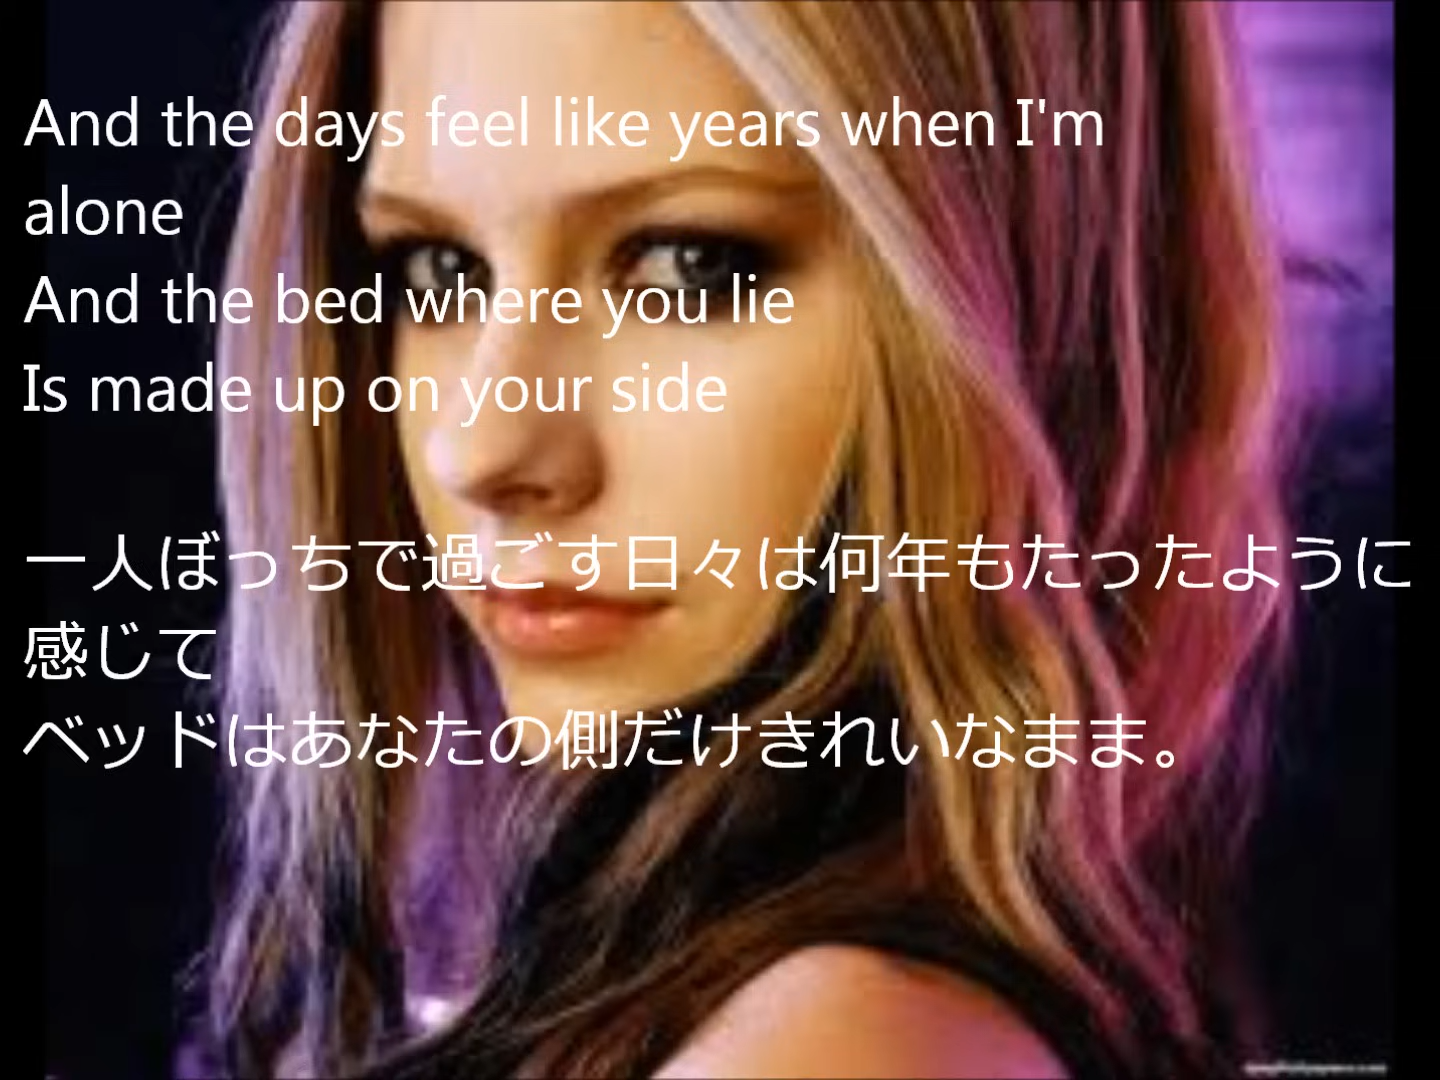 And the days feel like years when I'm
alone
And the bed where you lie
Is made up on your side
一人ぼっちで過ごす日々は何年もたったように
感じて
ベッドはあなたの側だけきれいなまま。